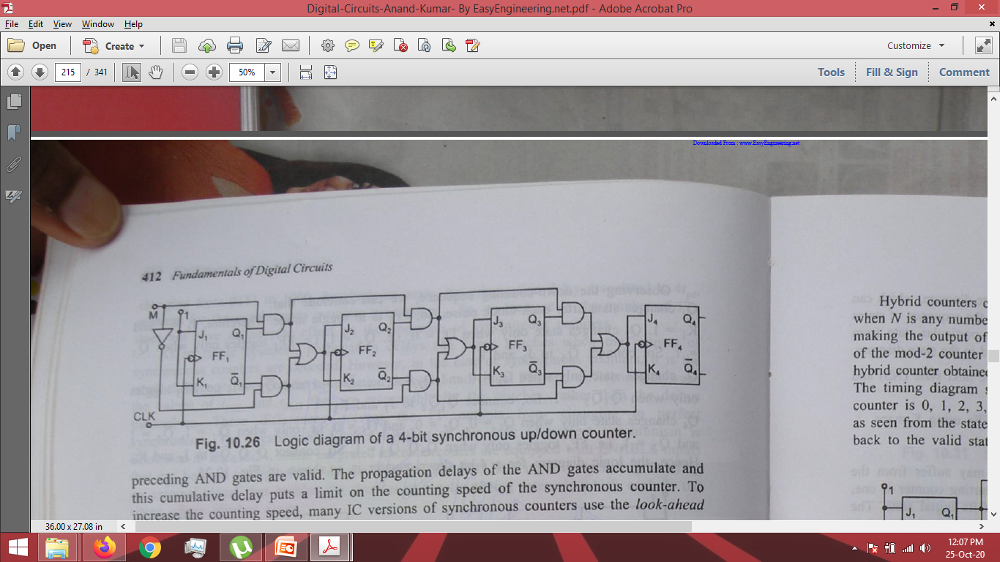 Digital-Circuits-Anand-Kumar- By EasyEngineering.net.pdf - Adobe Acrobat Pro
File Edit View Window Help
Open Create Customize
215 / 341 50% Tools Fill & Sign Comment
Downloaded From : www.EasyEngineering.net
412 Fundamentals of Digital Circuits
M 1
J₁ Q₁ J₂ Q₂ J₃ Q₃ J₄ Q₄
FF₁ FF₂ FF₃ FF₄
K₁ Q̅₁ K₂ Q̅₂ K₃ Q̅₃ K₄ Q̅₄
CLK
Fig. 10.26 Logic diagram of a 4-bit synchronous up/down counter.
preceding AND gates are valid. The propagation delays of the AND gates accumulate and
this cumulative delay puts a limit on the counting speed of the synchronous counter. To
increase the counting speed, many IC versions of synchronous counters use the look-ahead
Hybrid counters c
when N is any numbe
making the output of
of the mod-2 counter
hybrid counter obtaine
The timing diagram s
counter is 0, 1, 2, 3,
as seen from the state
back to the valid stat
1
J₁ Q₁
36.00 x 27.08 in
12:07 PM
25-Oct-20